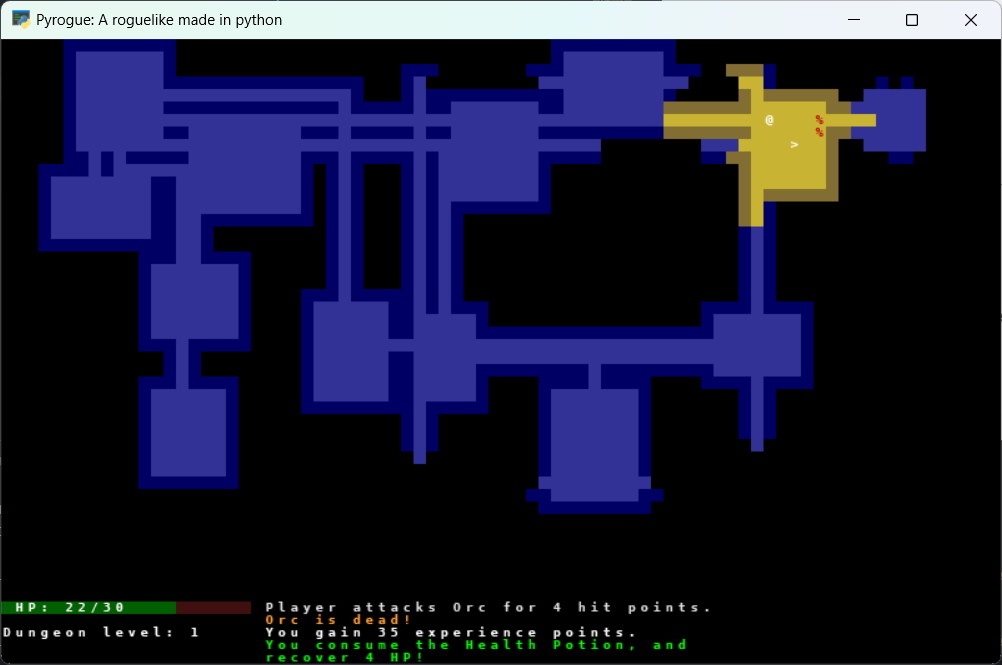 Pyrogue: A roguelike made in python
@ %
%
>
HP: 22/30
Dungeon level: 1
Player attacks Orc for 4 hit points.
Orc is dead!
You gain 35 experience points.
You consume the Health Potion, and
recover 4 HP!